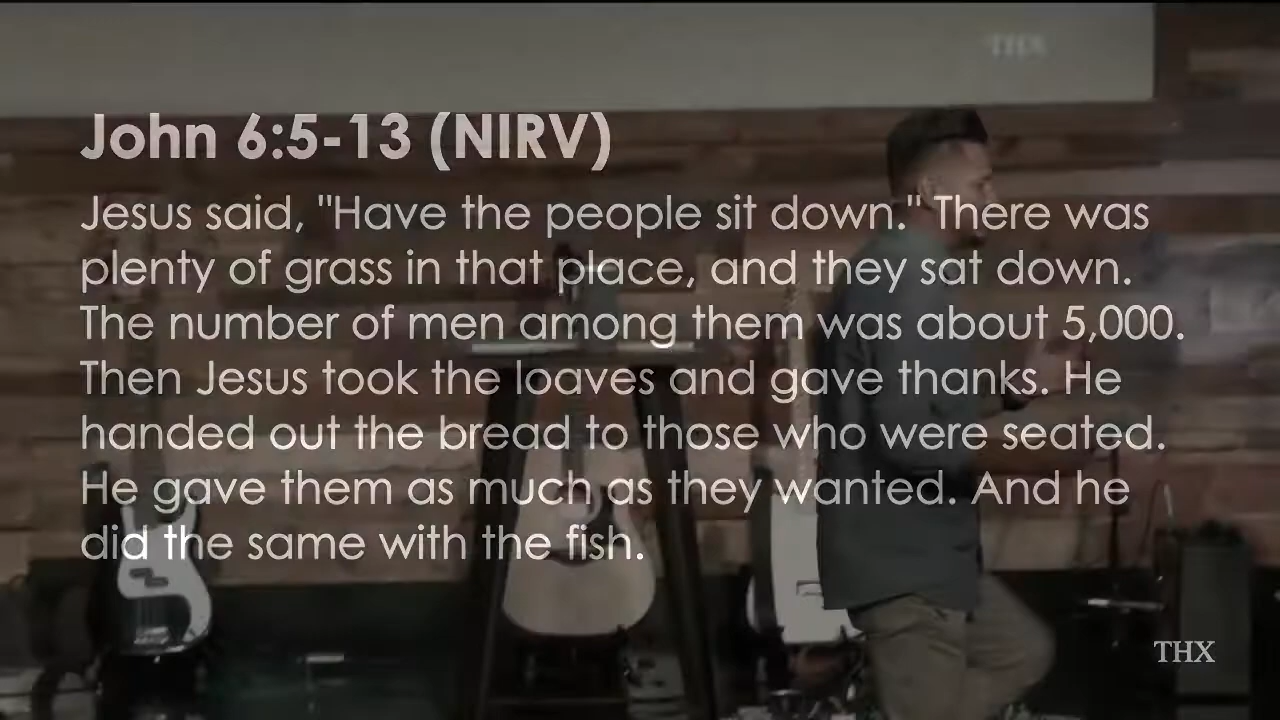 THX
John 6:5-13 (NIRV)
Jesus said, "Have the people sit down." There was
plenty of grass in that place, and they sat down.
The number of men among them was about 5,000.
Then Jesus took the loaves and gave thanks. He
handed out the bread to those who were seated.
He gave them as much as they wanted. And he
did the same with the fish.
THX